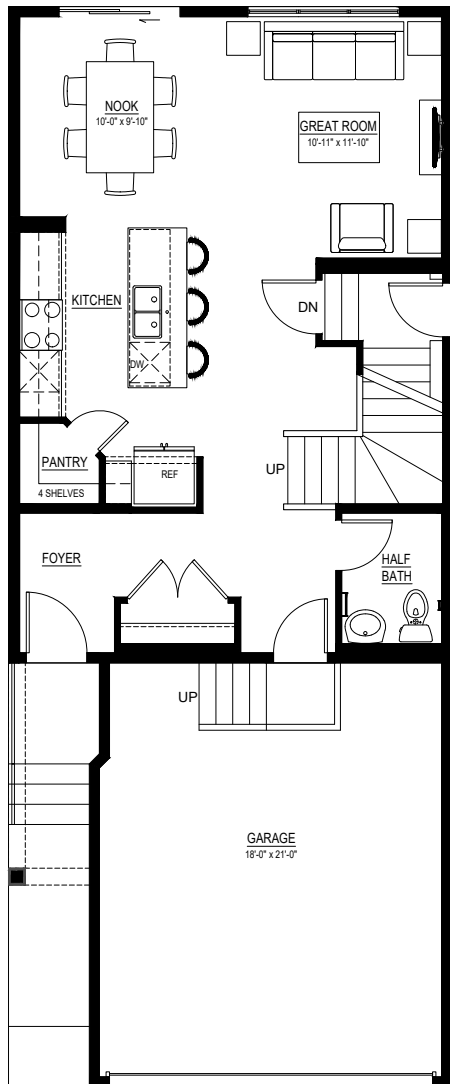 NOOK
10'-0" x 9'-10"
GREAT ROOM
10'-11" x 11'-10"
KITCHEN
DN
DW
PANTRY
4 SHELVES
REF
UP
FOYER
HALF
BATH
UP
GARAGE
18'-0" x 21'-0"